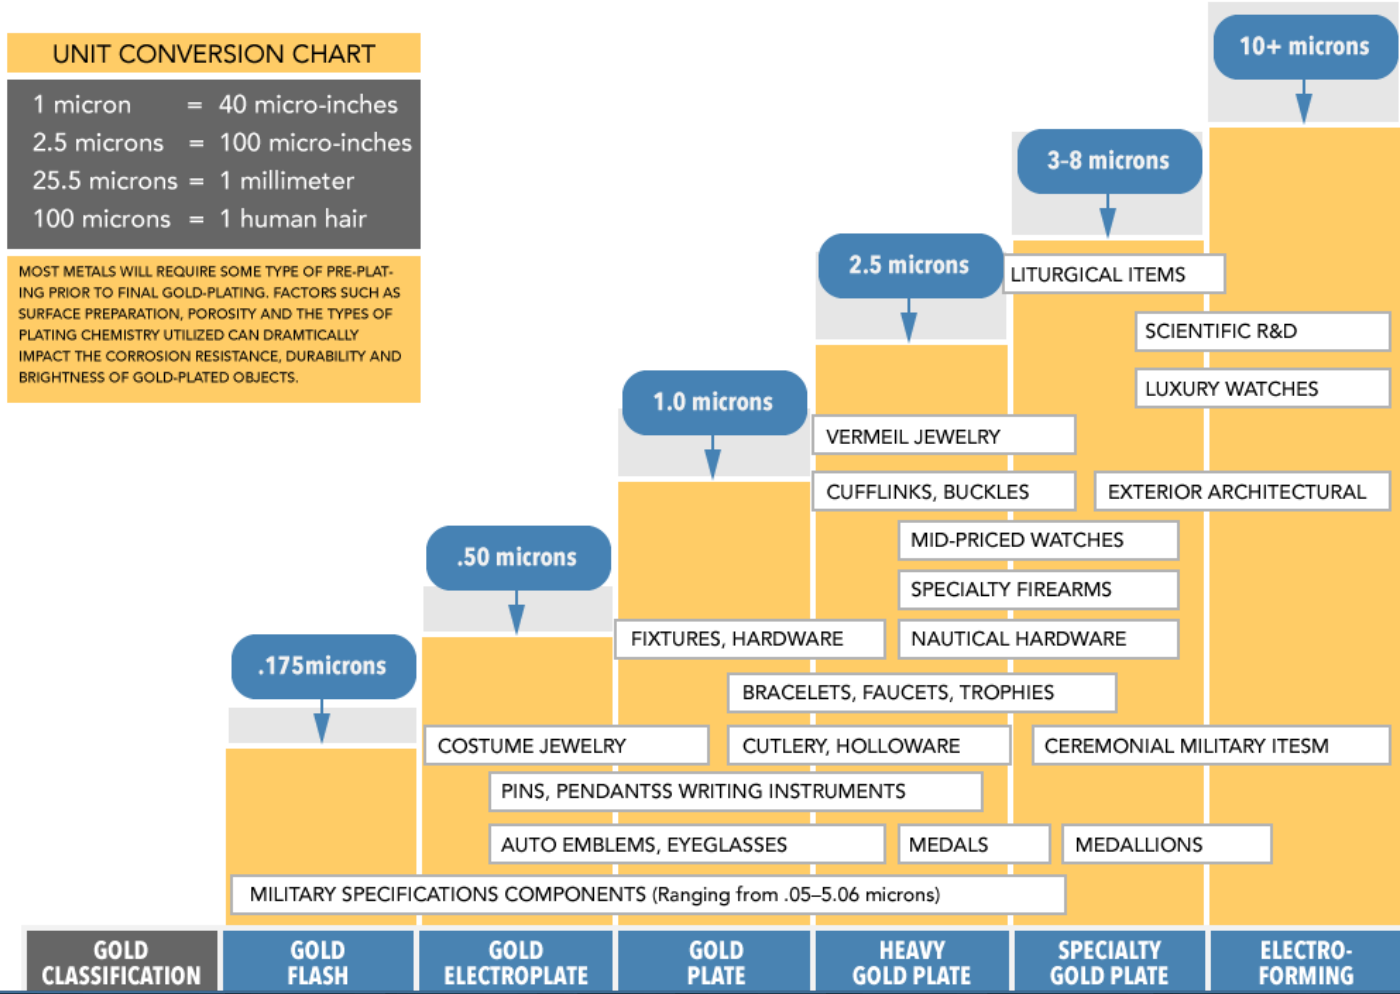 UNIT CONVERSION CHART
1 micron = 40 micro-inches
2.5 microns = 100 micro-inches
25.5 microns = 1 millimeter
100 microns = 1 human hair
MOST METALS WILL REQUIRE SOME TYPE OF PRE-PLAT-
ING PRIOR TO FINAL GOLD-PLATING. FACTORS SUCH AS
SURFACE PREPARATION, POROSITY AND THE TYPES OF
PLATING CHEMISTRY UTILIZED CAN DRAMTICALLY
IMPACT THE CORROSION RESISTANCE, DURABILITY AND
BRIGHTNESS OF GOLD-PLATED OBJECTS.
10+ microns
3-8 microns
2.5 microns
1.0 microns
.50 microns
.175microns
LITURGICAL ITEMS
SCIENTIFIC R&D
LUXURY WATCHES
VERMEIL JEWELRY
CUFFLINKS, BUCKLES
EXTERIOR ARCHITECTURAL
MID-PRICED WATCHES
SPECIALTY FIREARMS
FIXTURES, HARDWARE
NAUTICAL HARDWARE
BRACELETS, FAUCETS, TROPHIES
COSTUME JEWELRY
CUTLERY, HOLLOWARE
CEREMONIAL MILITARY ITESM
PINS, PENDANTSS WRITING INSTRUMENTS
AUTO EMBLEMS, EYEGLASSES
MEDALS
MEDALLIONS
MILITARY SPECIFICATIONS COMPONENTS (Ranging from .05–5.06 microns)
GOLD
CLASSIFICATION
GOLD
FLASH
GOLD
ELECTROPLATE
GOLD
PLATE
HEAVY
GOLD PLATE
SPECIALTY
GOLD PLATE
ELECTRO-
FORMING